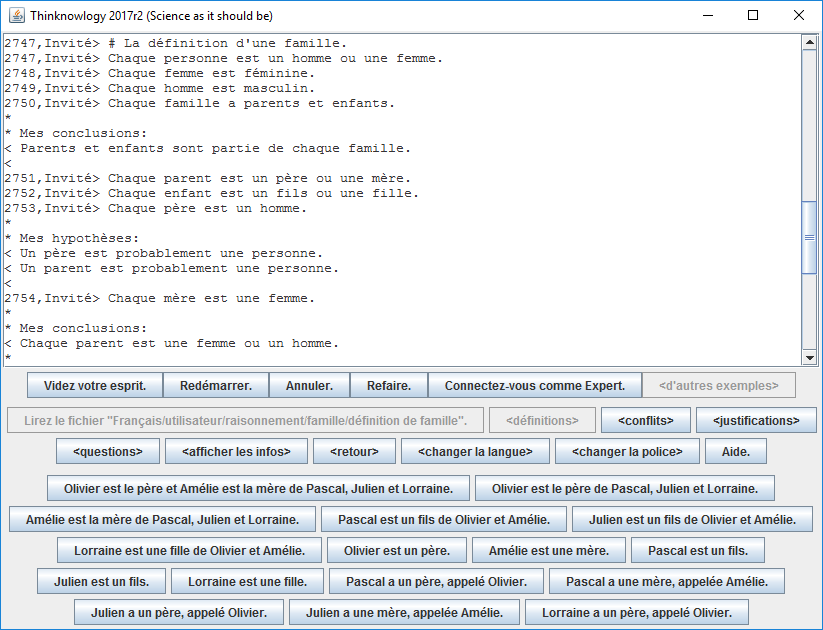 Thinknowlogy 2017r2 (Science as it should be)
2747,Invité> # La définition d'une famille.
2747,Invité> Chaque personne est un homme ou une femme.
2748,Invité> Chaque femme est féminine.
2749,Invité> Chaque homme est masculin.
2750,Invité> Chaque famille a parents et enfants.
*
* Mes conclusions:
< Parents et enfants sont partie de chaque famille.
<
2751,Invité> Chaque parent est un père ou une mère.
2752,Invité> Chaque enfant est un fils ou une fille.
2753,Invité> Chaque père est un homme.
*
* Mes hypothèses:
< Un père est probablement une personne.
< Un parent est probablement une personne.
<
2754,Invité> Chaque mère est une femme.
*
* Mes conclusions:
< Chaque parent est une femme ou un homme.
*
Videz votre esprit. Redémarrer. Annuler. Refaire. Connectez-vous comme Expert. <d'autres exemples>
Lirez le fichier "Français/utilisateur/raisonnement/famille/définition de famille". <définitions> <conflits> <justifications>
<questions> <afficher les infos> <retour> <changer la langue> <changer la police> Aide.
Olivier est le père et Amélie est la mère de Pascal, Julien et Lorraine. Olivier est le père de Pascal, Julien et Lorraine.
Amélie est la mère de Pascal, Julien et Lorraine. Pascal est un fils de Olivier et Amélie. Julien est un fils de Olivier et Amélie.
Lorraine est une fille de Olivier et Amélie. Olivier est un père. Amélie est une mère. Pascal est un fils.
Julien est un fils. Lorraine est une fille. Pascal a un père, appelé Olivier. Pascal a une mère, appelée Amélie.
Julien a un père, appelé Olivier. Julien a une mère, appelée Amélie. Lorraine a un père, appelé Olivier.